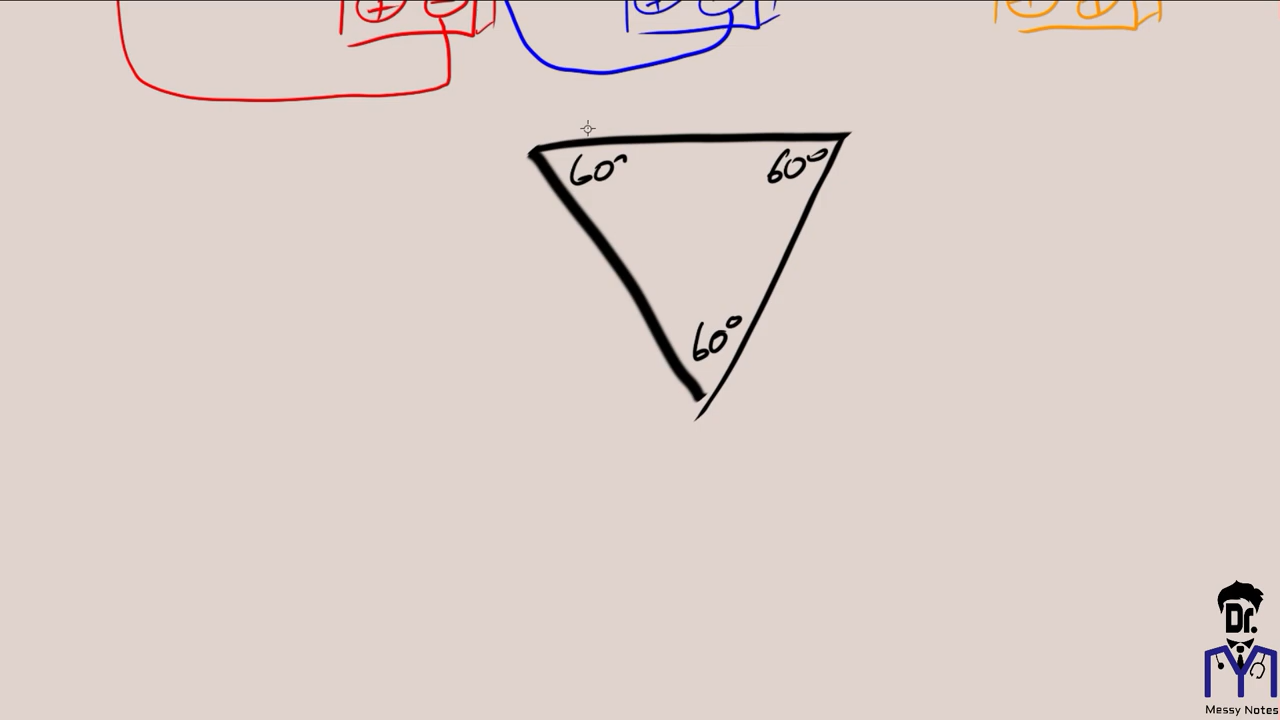 + − + − + +
60° 60°
60°
Dr.
Messy Notes